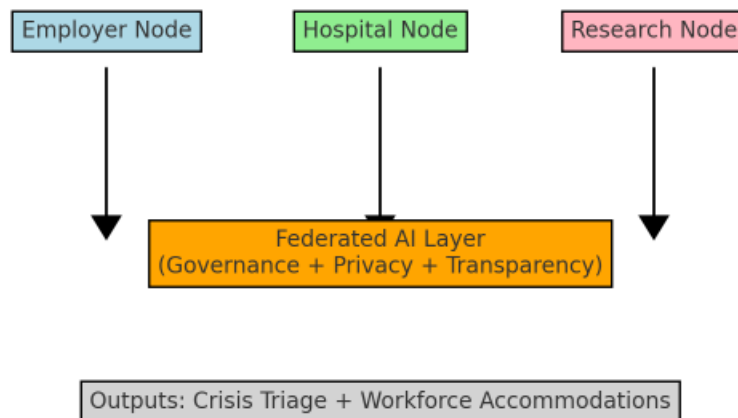 Employer Node
Hospital Node
Research Node
Federated AI Layer
(Governance + Privacy + Transparency)
Outputs: Crisis Triage + Workforce Accommodations